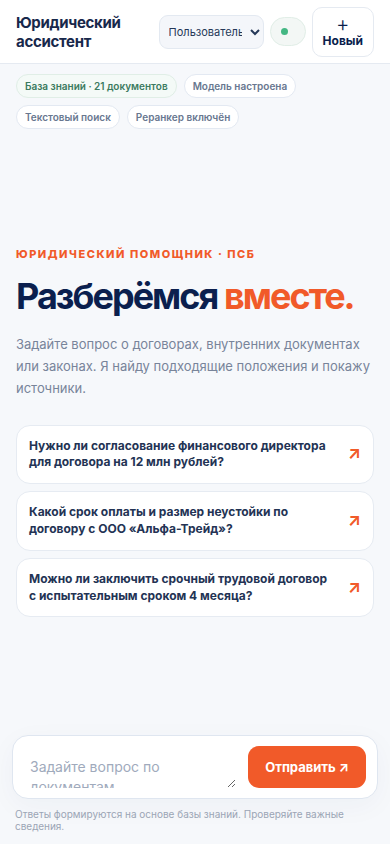 Юридический
ассистент
Пользователь
+
Новый
База знаний · 21 документов
Модель настроена
Текстовый поиск
Реранкер включён
ЮРИДИЧЕСКИЙ ПОМОЩНИК · ПСБ
Разберёмся вместе.
Задайте вопрос о договорах, внутренних документах
или законах. Я найду подходящие положения и покажу
источники.
Нужно ли согласование финансового директора
для договора на 12 млн рублей?
Какой срок оплаты и размер неустойки по
договору с ООО «Альфа-Трейд»?
Можно ли заключить срочный трудовой договор
с испытательным сроком 4 месяца?
Задайте вопрос по
документам
Отправить ↗
Ответы формируются на основе базы знаний. Проверяйте важные
сведения.